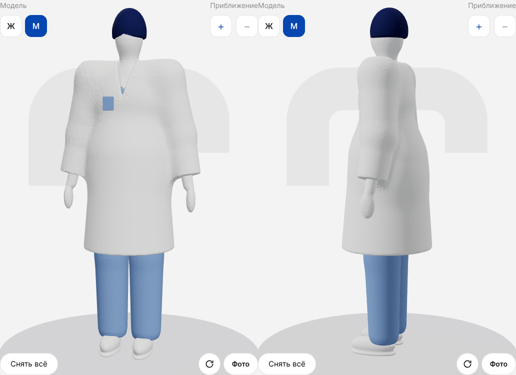 Модель
Приближение
Ж
М
+
−
Снять всё
Фото
Модель
Приближение
Ж
М
+
−
Снять всё
Фото